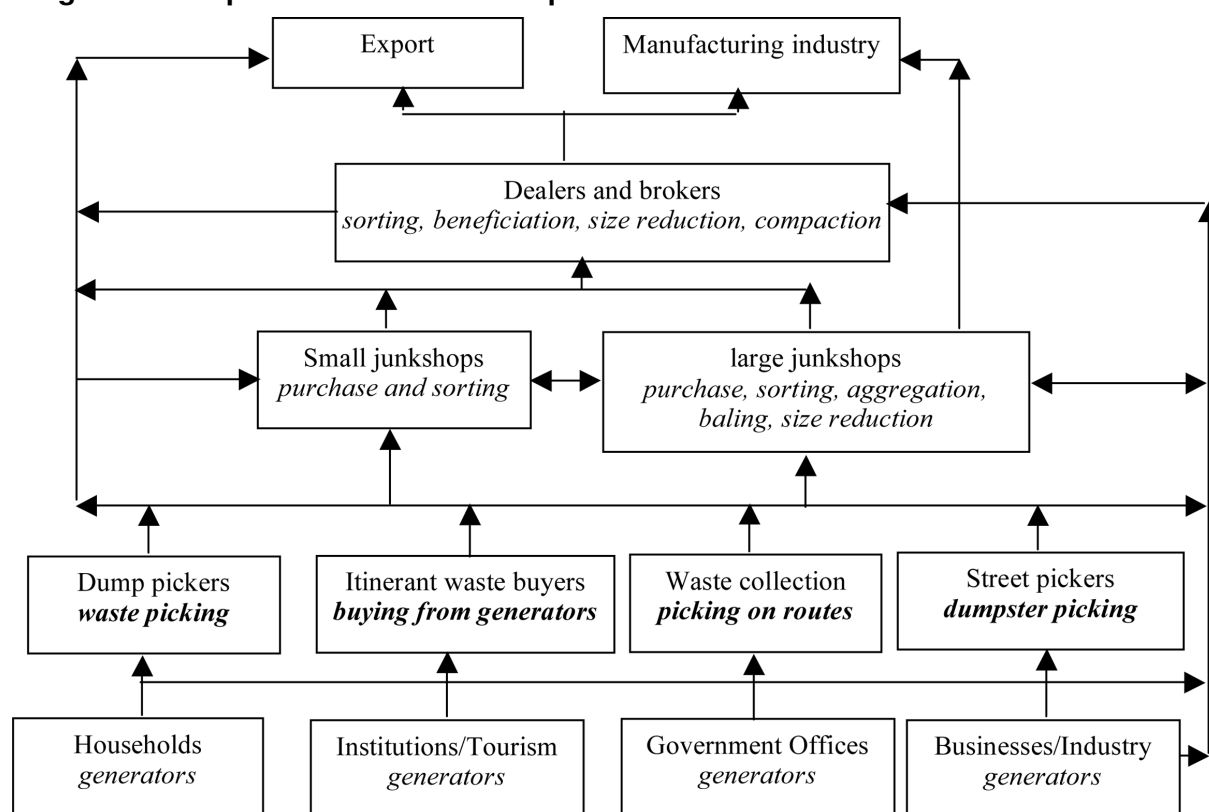 Export
Manufacturing industry
Dealers and brokers
sorting, beneficiation, size reduction, compaction
Small junkshops
purchase and sorting
large junkshops
purchase, sorting, aggregation,
baling, size reduction
Dump pickers
waste picking
Itinerant waste buyers
buying from generators
Waste collection
picking on routes
Street pickers
dumpster picking
Households
generators
Institutions/Tourism
generators
Government Offices
generators
Businesses/Industry
generators